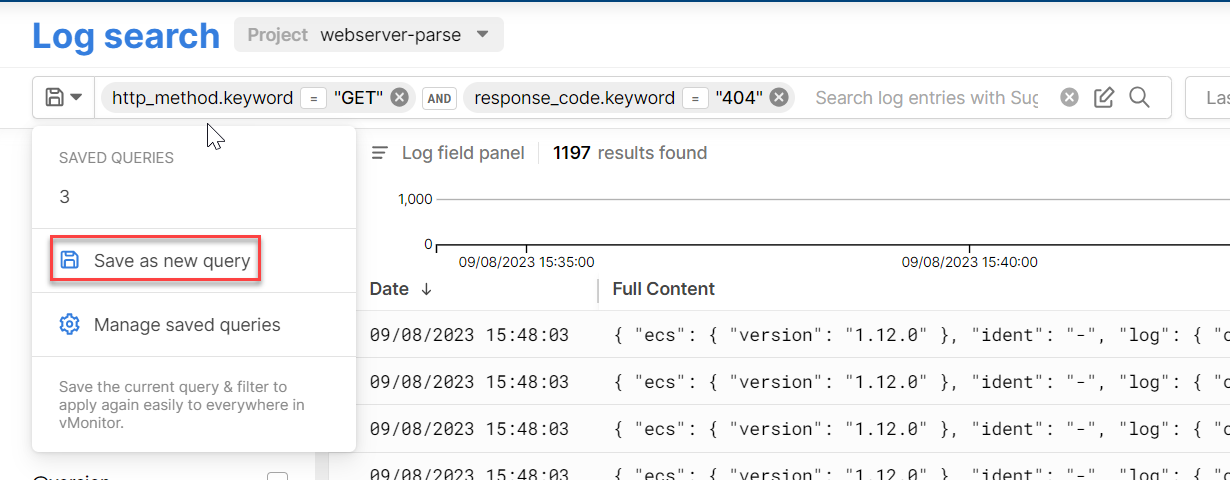 Log search Project webserver-parse
http_method.keyword = "GET" AND response_code.keyword = "404" Search log entries with Sug Las
SAVED QUERIES
3
Save as new query
Manage saved queries
Save the current query & filter to
apply again easily to everywhere in
vMonitor.
Log field panel 1197 results found
1,000
0
09/08/2023 15:35:00 09/08/2023 15:40:00
Date ↓ Full Content
09/08/2023 15:48:03 { "ecs": { "version": "1.12.0" }, "ident": "-", "log": { "o
09/08/2023 15:48:03 { "ecs": { "version": "1.12.0" }, "ident": "-", "log": { "o
09/08/2023 15:48:03 { "ecs": { "version": "1.12.0" }, "ident": "-", "log": { "o
09/08/2023 15:48:03 { "ecs": { "version": "1.12.0" }, "ident": "-", "log": { "o